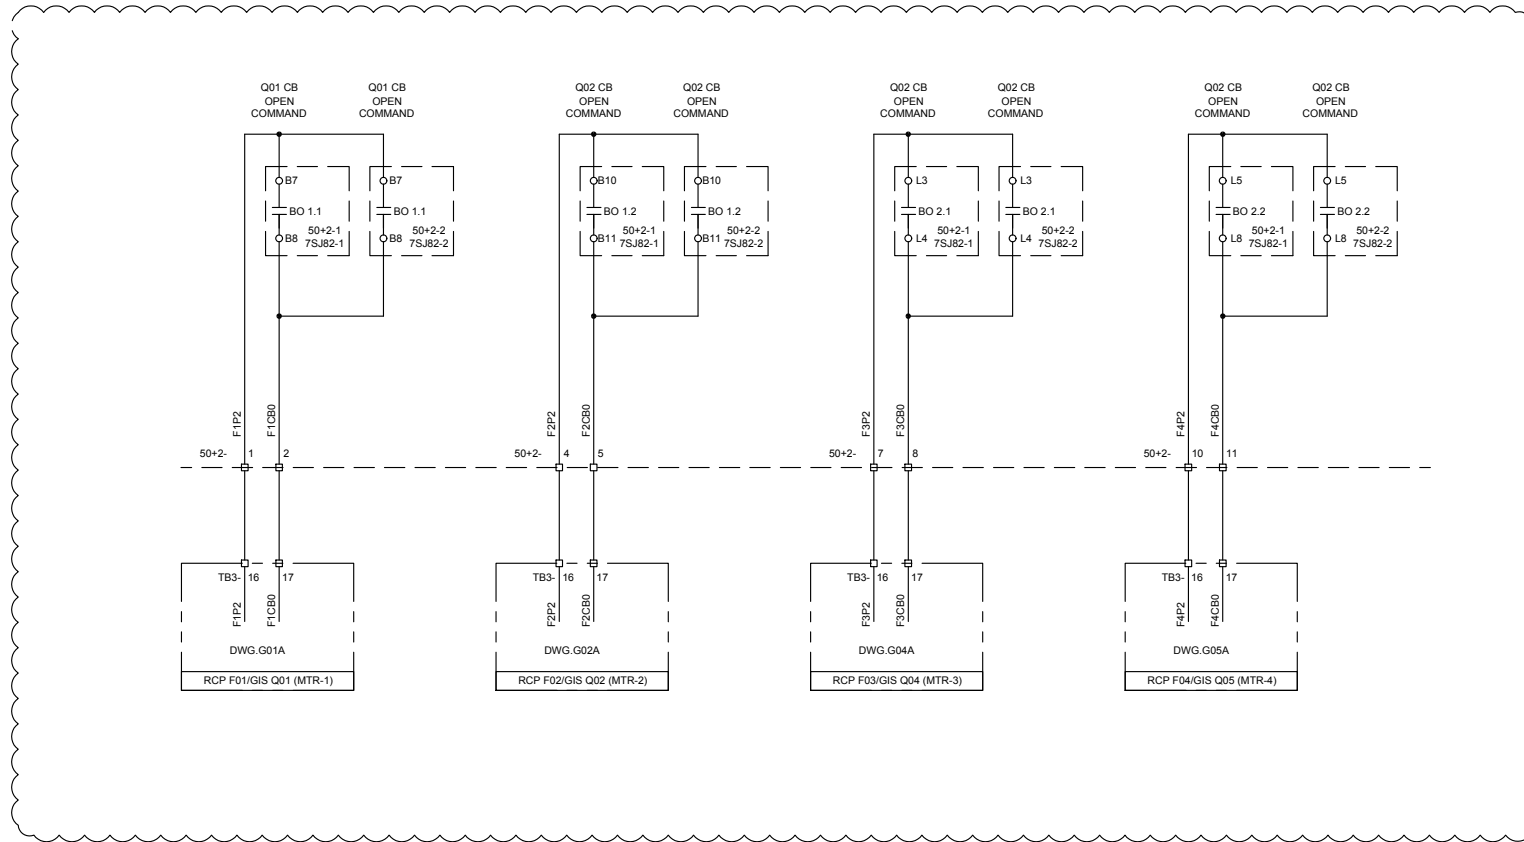 Q01 CB
OPEN
COMMAND
Q01 CB
OPEN
COMMAND
Q02 CB
OPEN
COMMAND
Q02 CB
OPEN
COMMAND
Q02 CB
OPEN
COMMAND
Q02 CB
OPEN
COMMAND
Q02 CB
OPEN
COMMAND
Q02 CB
OPEN
COMMAND
B7
BO 1.1
50+2-1
B8
7SJ82-1
B7
BO 1.1
50+2-2
B8
7SJ82-2
B10
BO 1.2
50+2-1
B11
7SJ82-1
B10
BO 1.2
50+2-2
B11
7SJ82-2
L3
BO 2.1
50+2-1
L4
7SJ82-1
L3
BO 2.1
50+2-2
L4
7SJ82-2
L5
BO 2.2
50+2-1
L8
7SJ82-1
L5
BO 2.2
50+2-2
L8
7SJ82-2
F1P2
F1CB0
F2P2
F2CB0
F3P2
F3CB0
F4P2
F4CB0
50+2- 1 2
50+2- 4 5
50+2- 7 8
50+2- 10 11
TB3- 16 17
TB3- 16 17
TB3- 16 17
TB3- 16 17
F1P2
F1CB0
F2P2
F2CB0
F3P2
F3CB0
F4P2
F4CB0
DWG.G01A
DWG.G02A
DWG.G04A
DWG.G05A
RCP F01/GIS Q01 (MTR-1)
RCP F02/GIS Q02 (MTR-2)
RCP F03/GIS Q04 (MTR-3)
RCP F04/GIS Q05 (MTR-4)